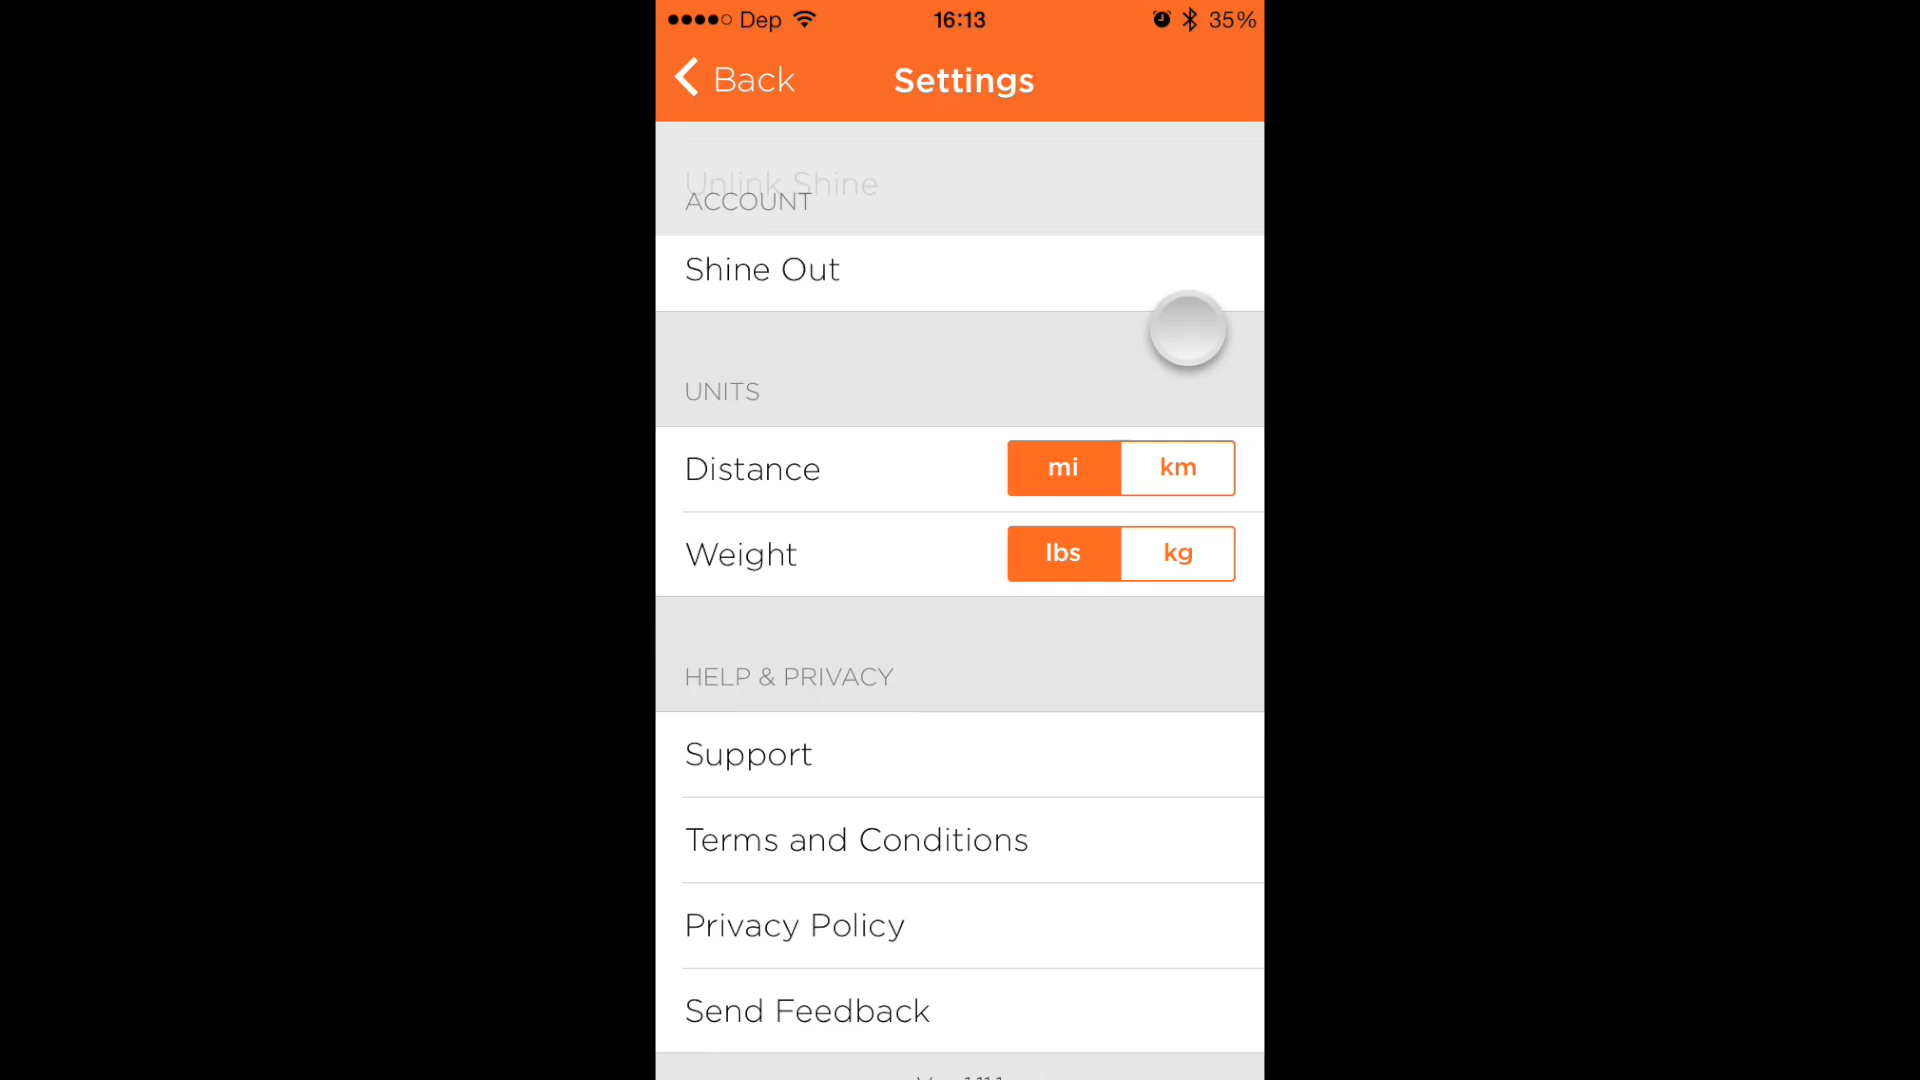 Dep 16:13 35%
Back Settings
Unlink Shine
ACCOUNT
Shine Out
UNITS
Distance mi km
Weight lbs kg
HELP & PRIVACY
Support
Terms and Conditions
Privacy Policy
Send Feedback